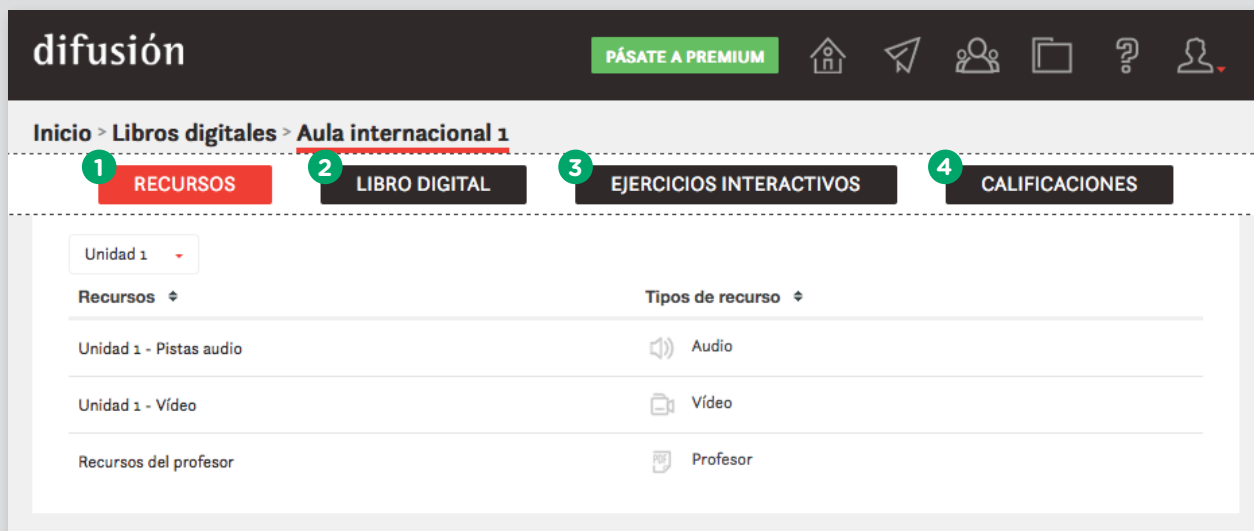 difusión
PÁSATE A PREMIUM
Inicio > Libros digitales > Aula internacional 1
1 RECURSOS 2 LIBRO DIGITAL 3 EJERCICIOS INTERACTIVOS 4 CALIFICACIONES
Unidad 1
Recursos Tipos de recurso
Unidad 1 - Pistas audio Audio
Unidad 1 - Vídeo Vídeo
Recursos del profesor PDF Profesor